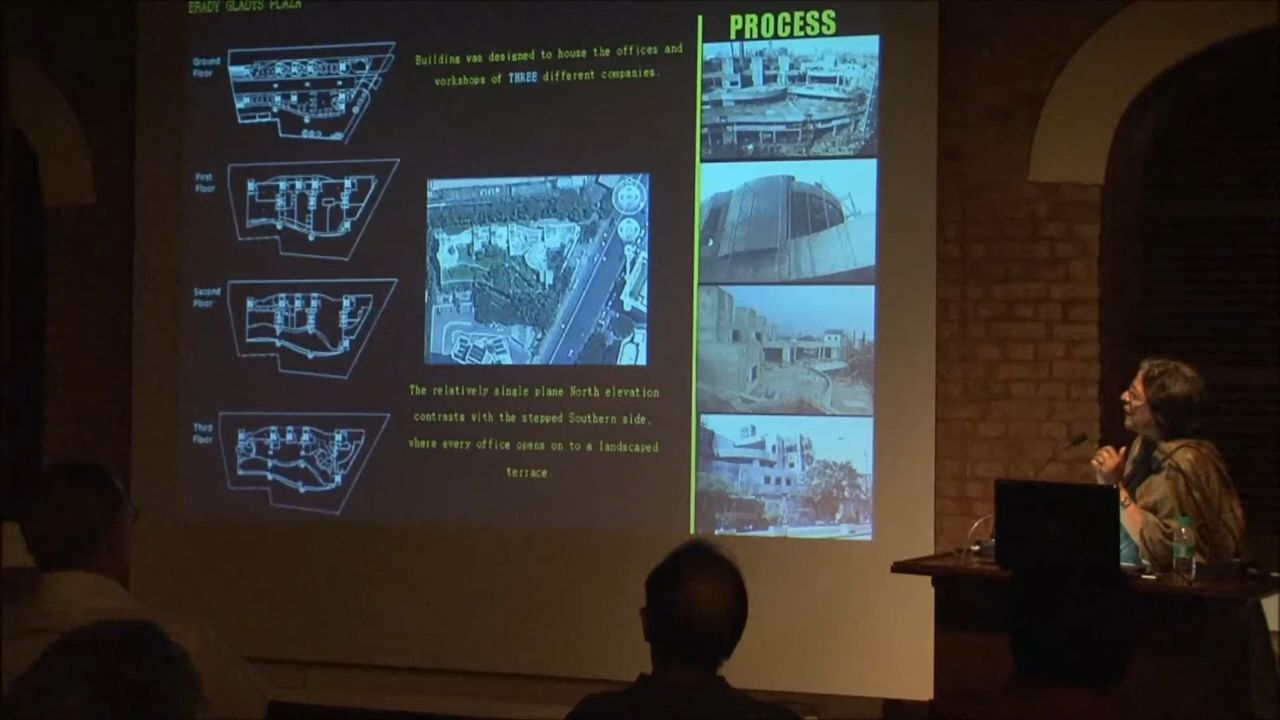 BRADY GLADYS PLAZA
PROCESS
Ground
Floor
Building was designed to house the offices and
workshops of THREE different companies.
First
Floor
Second
Floor
The relatively single plane North elevation
contrasts with the stepped Southern side,
where every office opens on to a landscaped
terrace.
Third
Floor